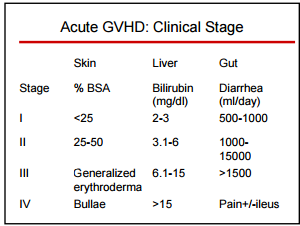 Acute GVHD: Clinical Stage
Skin Liver Gut
Stage % BSA Bilirubin Diarrhea
(mg/dl) (ml/day)
I <25 2-3 500-1000
II 25-50 3.1-6 1000-
15000
III Generalized 6.1-15 >1500
erythroderma
IV Bullae >15 Pain+/-ileus